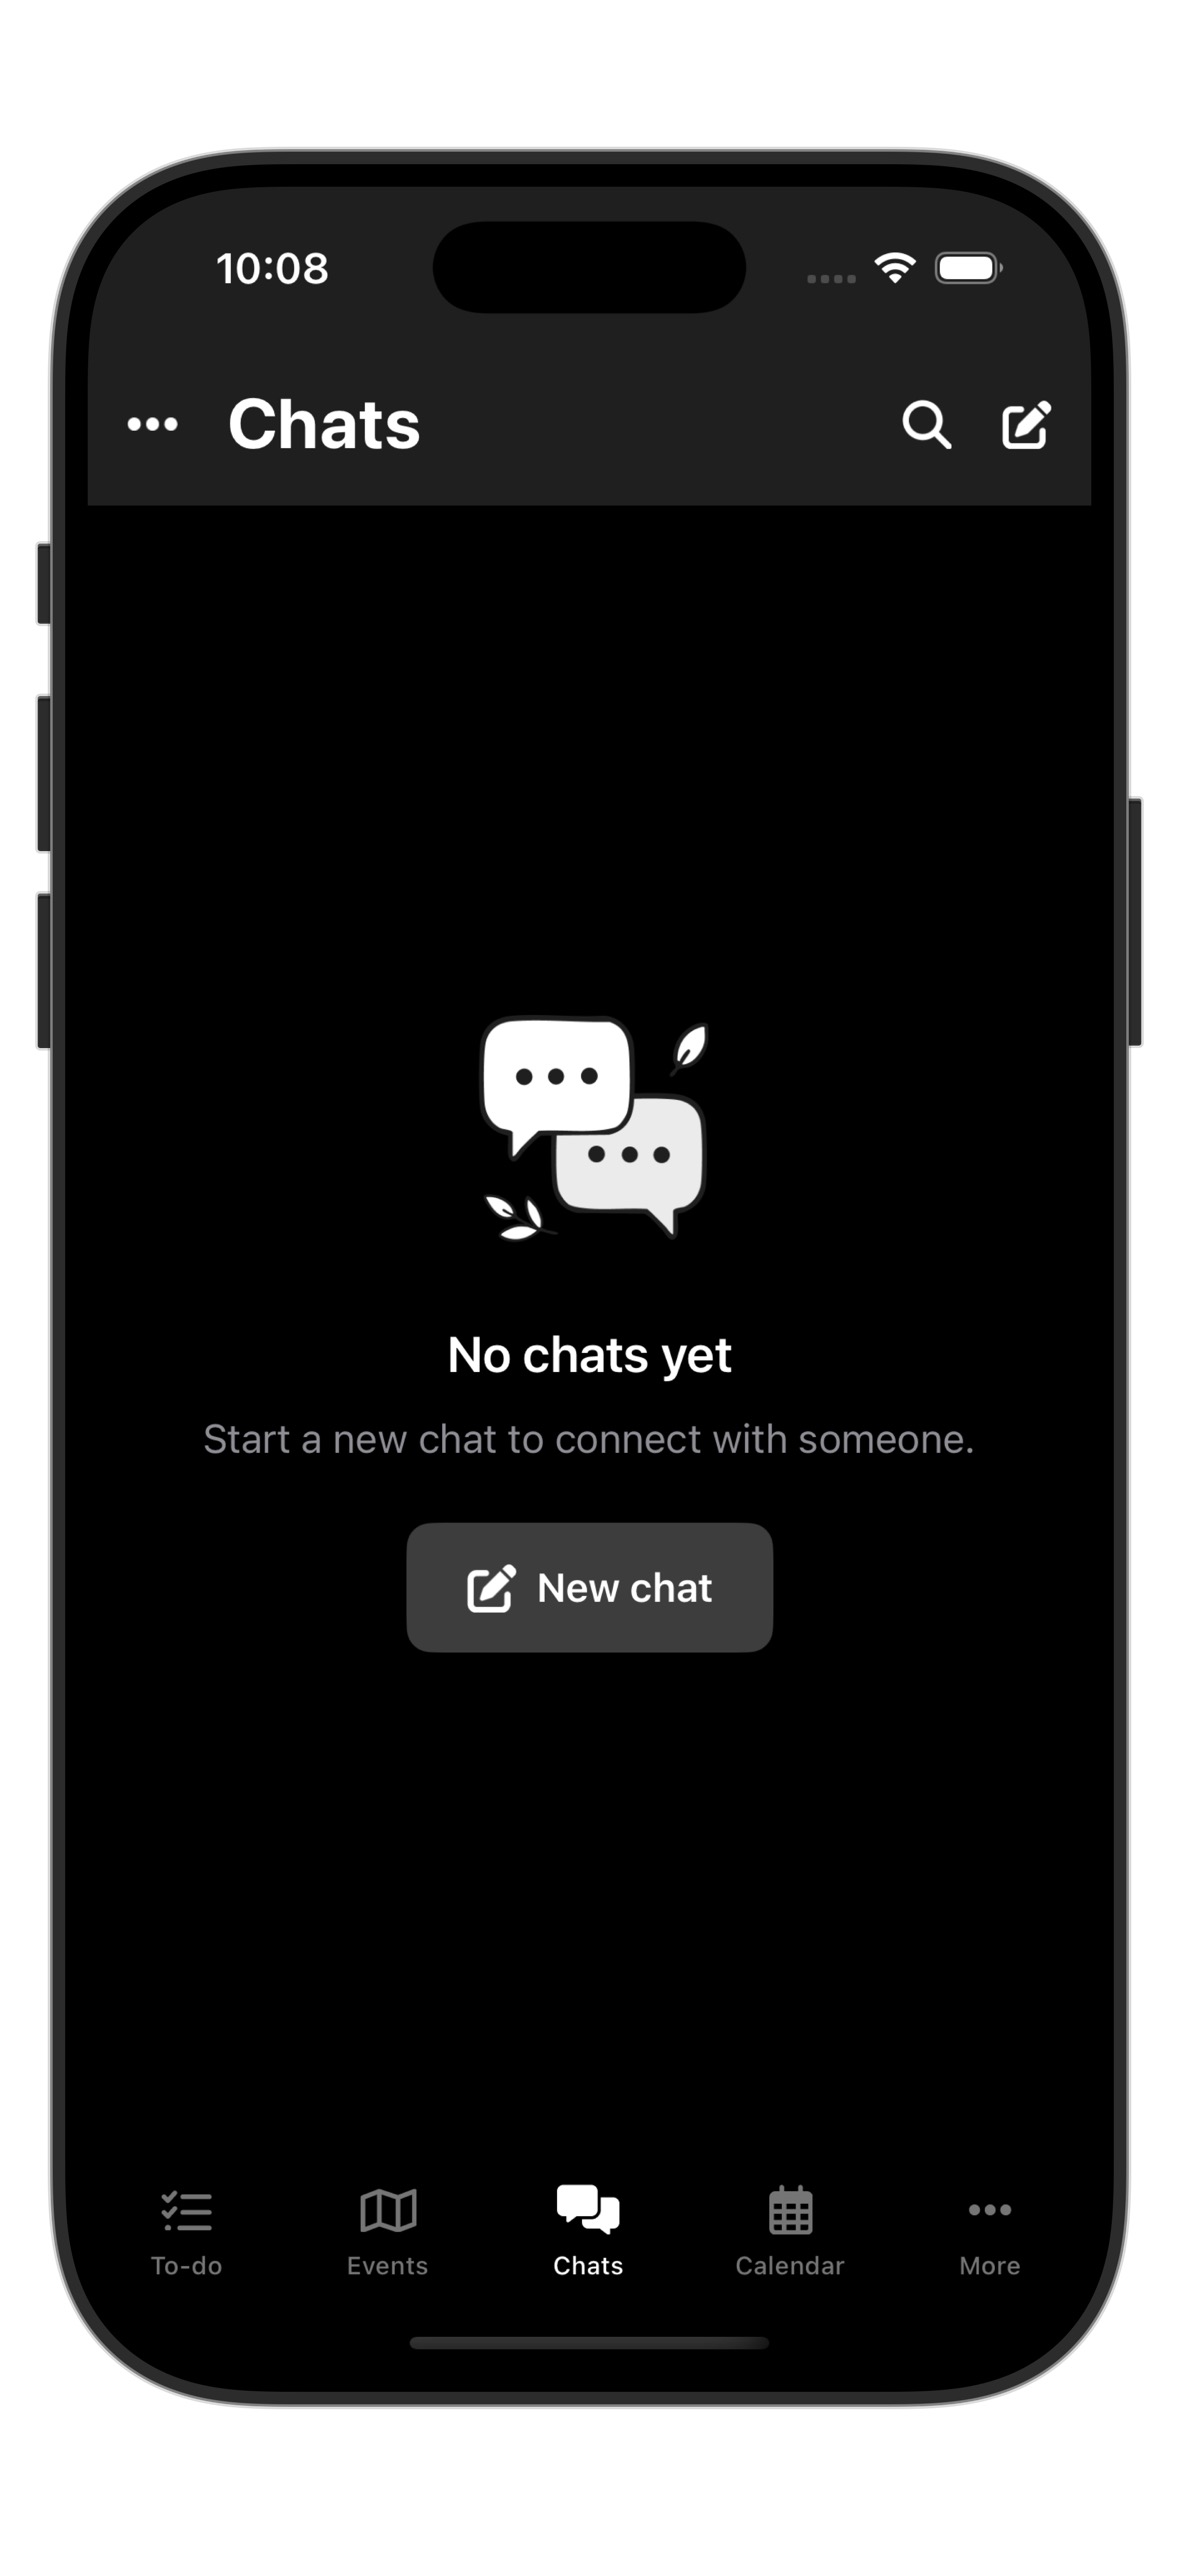 10:08
Chats
No chats yet
Start a new chat to connect with someone.
New chat
To-do
Events
Chats
Calendar
More